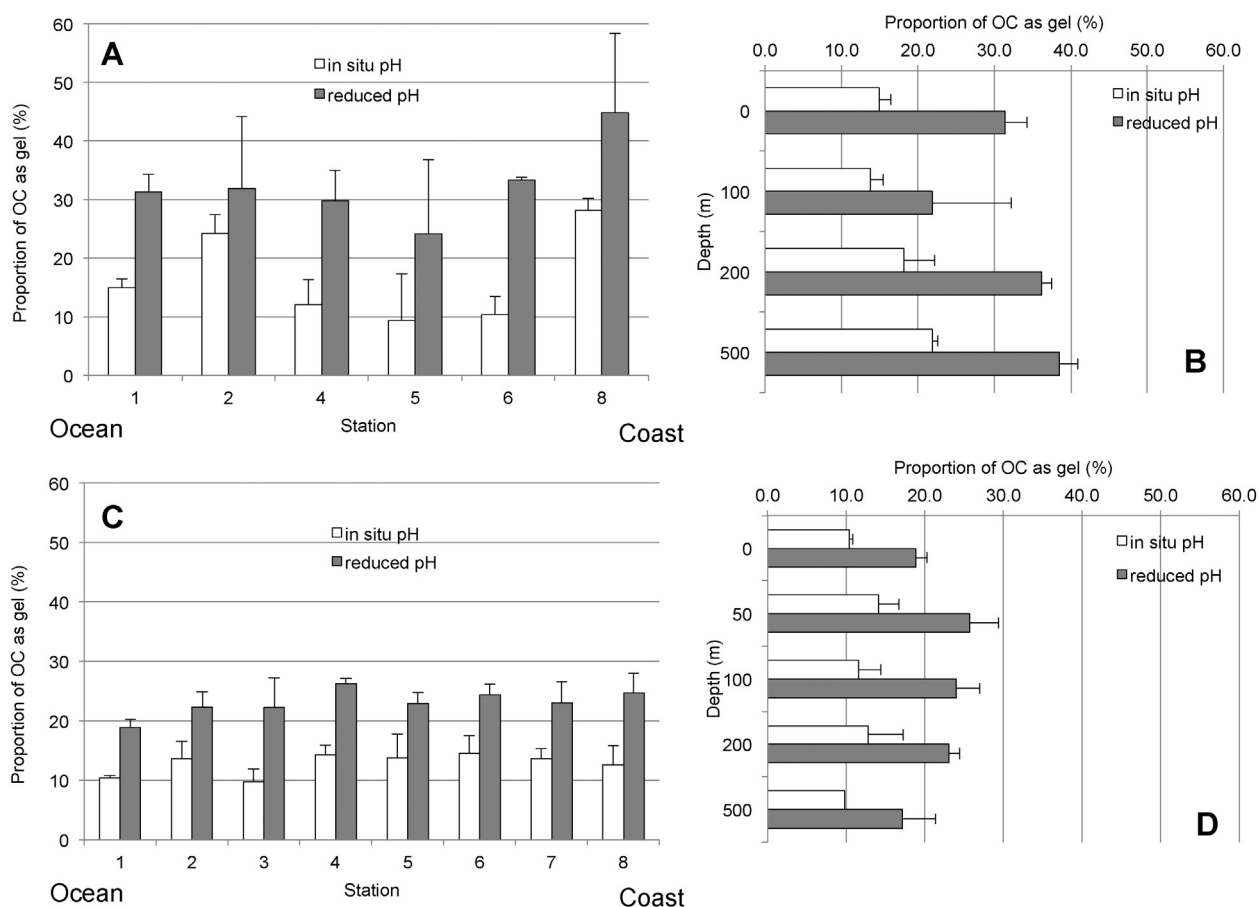 A
in situ pH
reduced pH
Proportion of OC as gel (%)
60
50
40
30
20
10
0
1 2 4 5 6 8
Ocean Station Coast
Proportion of OC as gel (%)
0.0 10.0 20.0 30.0 40.0 50.0 60.0
in situ pH
reduced pH
Depth (m)
0
100
200
500
B
C
in situ pH
reduced pH
Proportion of OC as gel (%)
60
50
40
30
20
10
0
1 2 3 4 5 6 7 8
Ocean Station Coast
Proportion of OC as gel (%)
0.0 10.0 20.0 30.0 40.0 50.0 60.0
in situ pH
reduced pH
Depth (m)
0
50
100
200
500
D